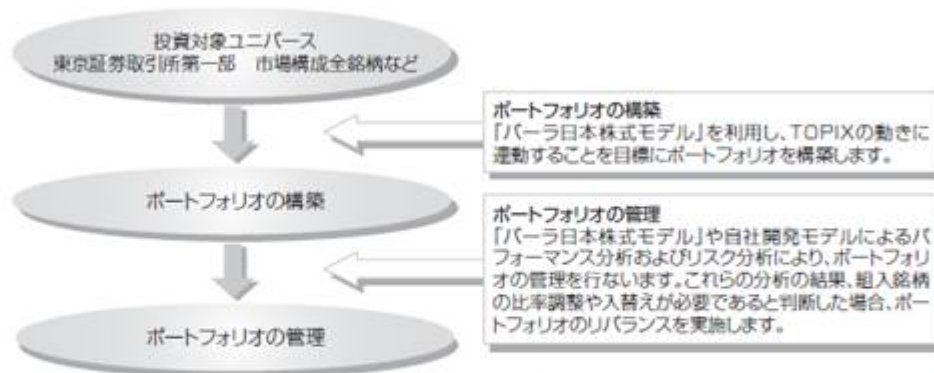 投資対象ユニバース
東京証券取引所第一部　市場構成全銘柄など
ポートフォリオの構築
「バーラ日本株式モデル」を利用し、TOPIXの動きに
連動することを目標にポートフォリオを構築します。
ポートフォリオの構築
ポートフォリオの管理
「バーラ日本株式モデル」や自社開発モデルによるパ
フォーマンス分析およびリスク分析により、ポートフォリ
オの管理を行ないます。これらの分析の結果、組入銘柄
の比率調整や入替えが必要であると判断した場合、ポー
トフォリオのリバランスを実施します。
ポートフォリオの管理